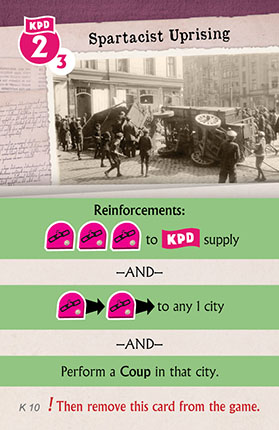 KPD
2
3
Spartacist Uprising
Reinforcements:
to KPD supply
—AND—
to any 1 city
—AND—
Perform a Coup in that city.
K 10 ! Then remove this card from the game.